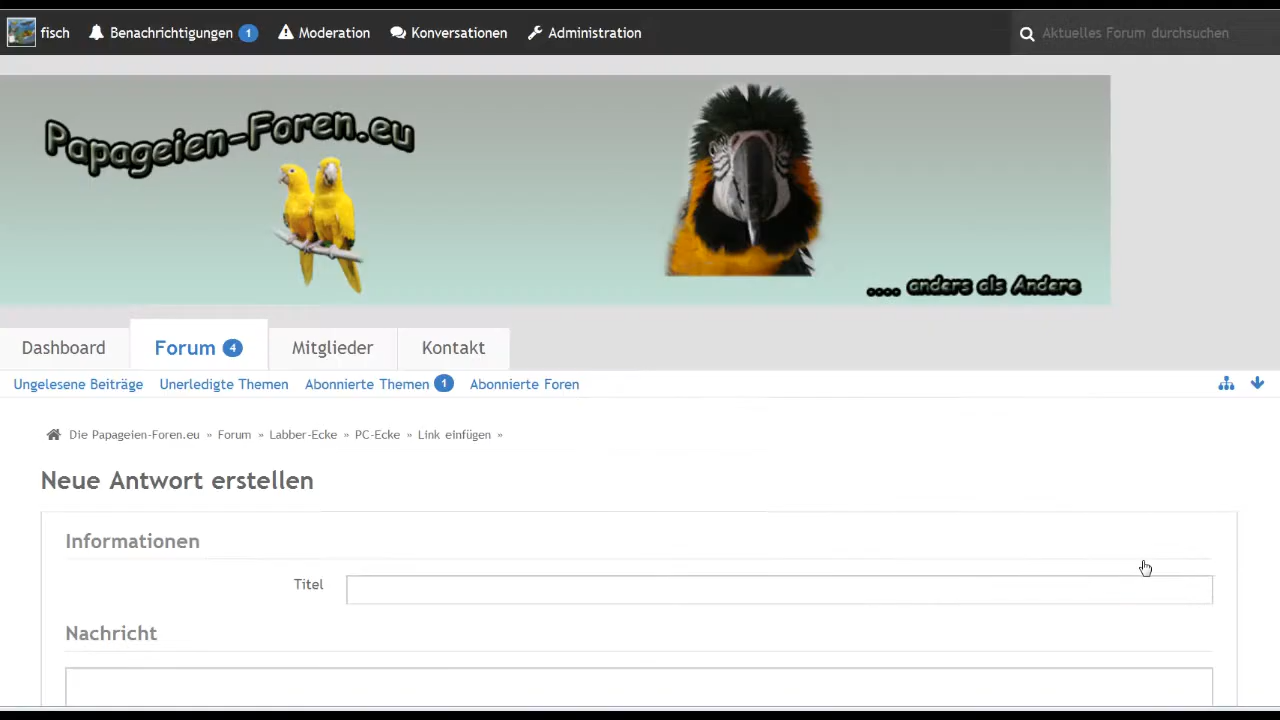 fisch Benachrichtigungen 1 Moderation Konversationen Administration Aktuelles Forum durchsuchen
Papageien-Foren.eu
.... anders als Andere
Dashboard Forum 4 Mitglieder Kontakt
Ungelesene Beiträge Unerledigte Themen Abonnierte Themen 1 Abonnierte Foren
Die Papageien-Foren.eu » Forum » Labber-Ecke » PC-Ecke » Link einfügen »
Neue Antwort erstellen
Informationen
Titel
Nachricht